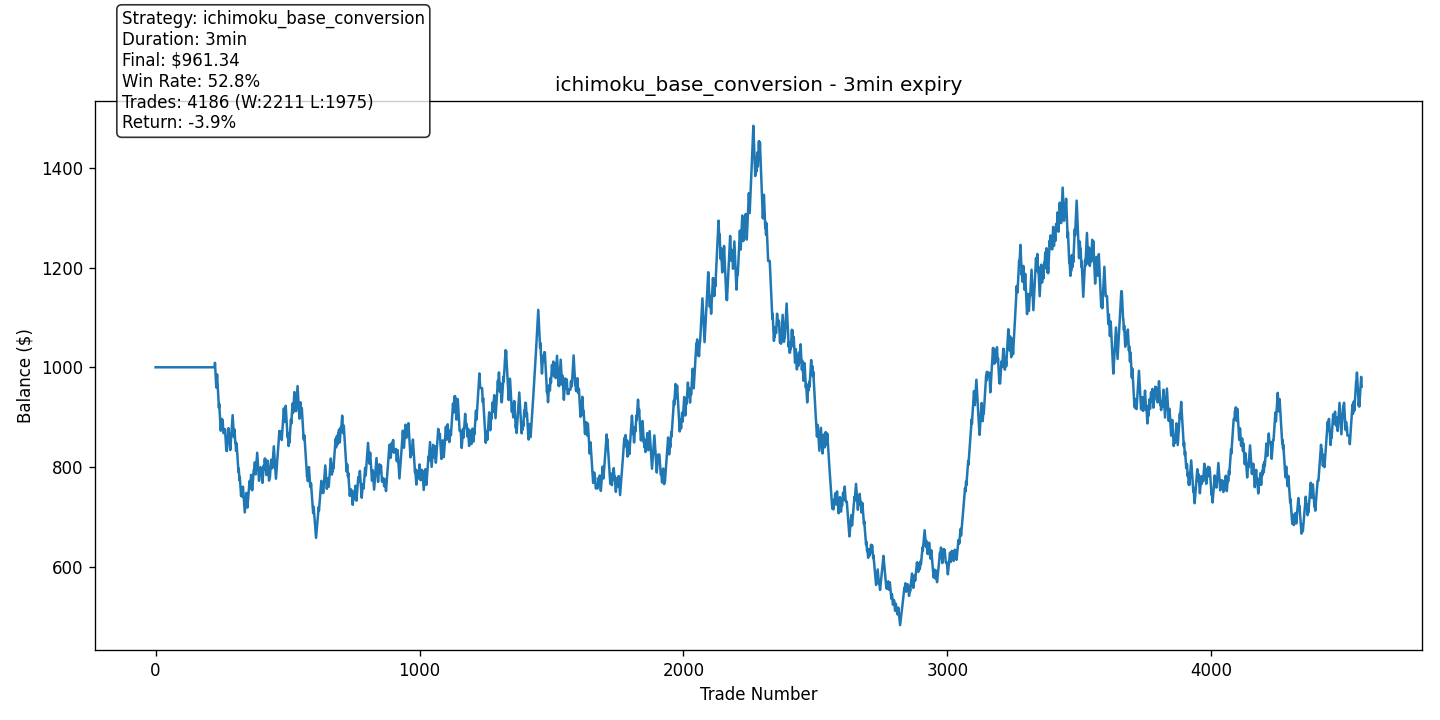 Strategy: ichimoku_base_conversion
Duration: 3min
Final: $961.34
Win Rate: 52.8%
Trades: 4186 (W:2211 L:1975)
Return: -3.9%
ichimoku_base_conversion - 3min expiry
Balance ($)
1400
1200
1000
800
600
0
1000
2000
3000
4000
Trade Number